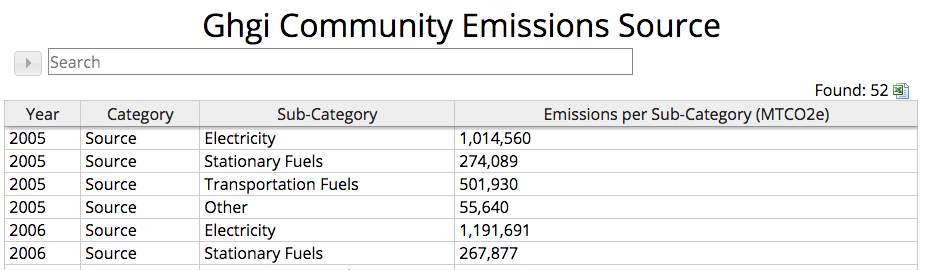 Ghgi Community Emissions Source
Search
Found: 52
Year Category Sub-Category Emissions per Sub-Category (MTCO2e)
2005 Source Electricity 1,014,560
2005 Source Stationary Fuels 274,089
2005 Source Transportation Fuels 501,930
2005 Source Other 55,640
2006 Source Electricity 1,191,691
2006 Source Stationary Fuels 267,877